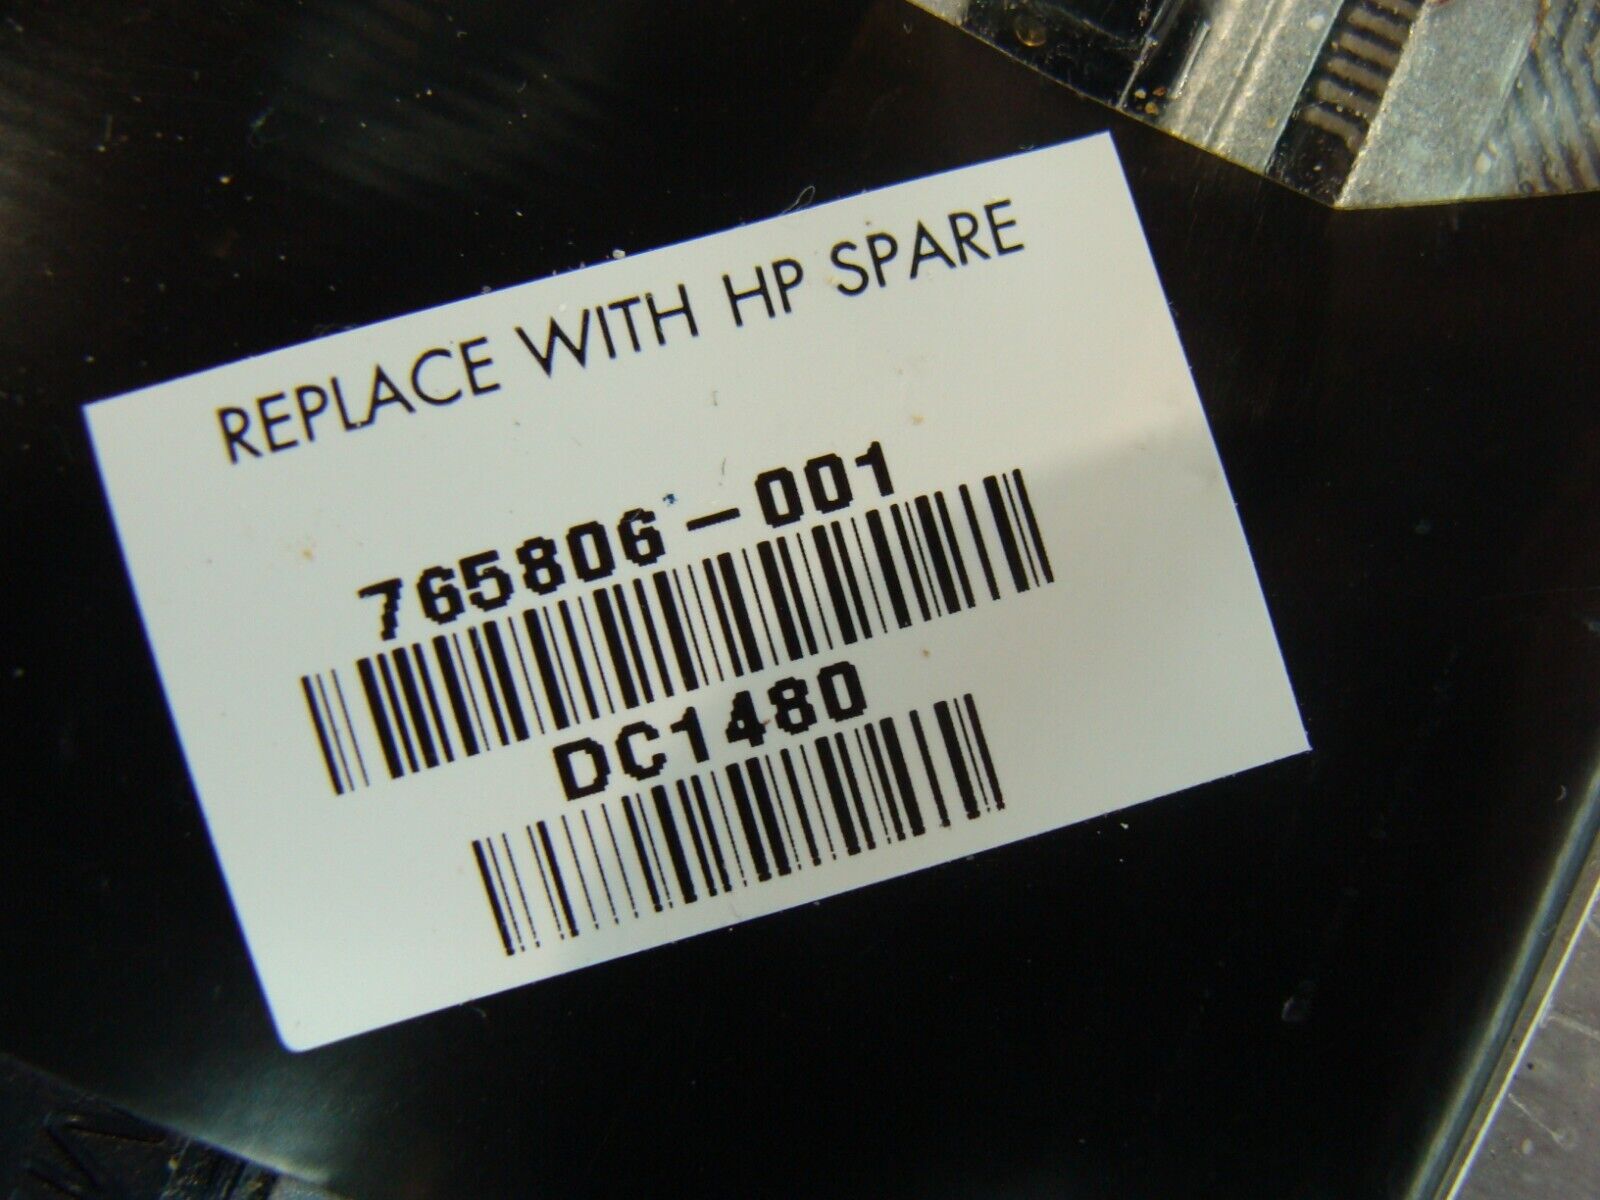 REPLACE WITH HP SPARE
765806-001
DC1480